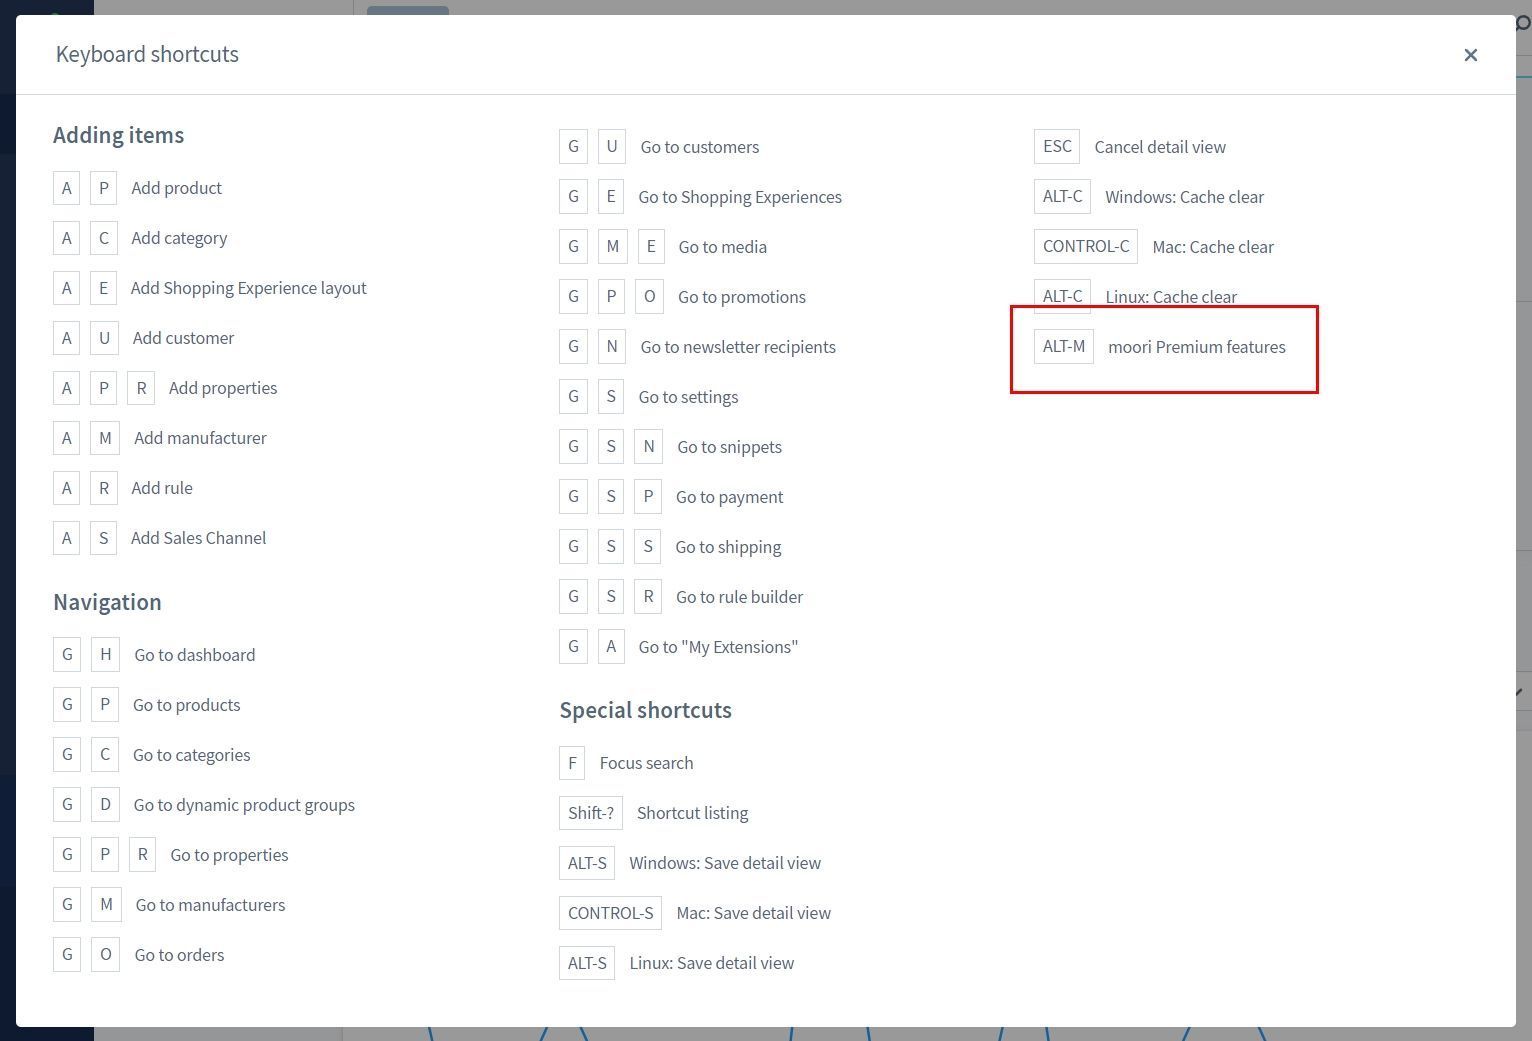 Keyboard shortcuts
Adding items
A P Add product
A C Add category
A E Add Shopping Experience layout
A U Add customer
A P R Add properties
A M Add manufacturer
A R Add rule
A S Add Sales Channel
Navigation
G H Go to dashboard
G P Go to products
G C Go to categories
G D Go to dynamic product groups
G P R Go to properties
G M Go to manufacturers
G O Go to orders
G U Go to customers
G E Go to Shopping Experiences
G M E Go to media
G P O Go to promotions
G N Go to newsletter recipients
G S Go to settings
G S N Go to snippets
G S P Go to payment
G S S Go to shipping
G S R Go to rule builder
G A Go to "My Extensions"
Special shortcuts
F Focus search
Shift-? Shortcut listing
ALT-S Windows: Save detail view
CONTROL-S Mac: Save detail view
ALT-S Linux: Save detail view
ESC Cancel detail view
ALT-C Windows: Cache clear
CONTROL-C Mac: Cache clear
ALT-C Linux: Cache clear
ALT-M moori Premium features